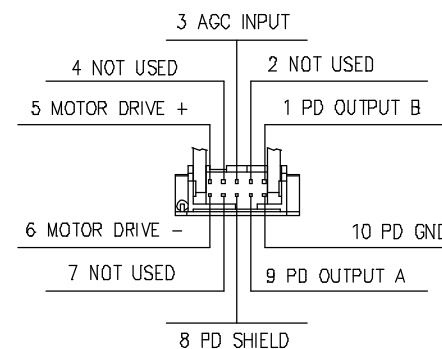 3 AGC INPUT
4 NOT USED
2 NOT USED
5 MOTOR DRIVE +
1 PD OUTPUT B
6 MOTOR DRIVE -
10 PD GND
7 NOT USED
9 PD OUTPUT A
8 PD SHIELD